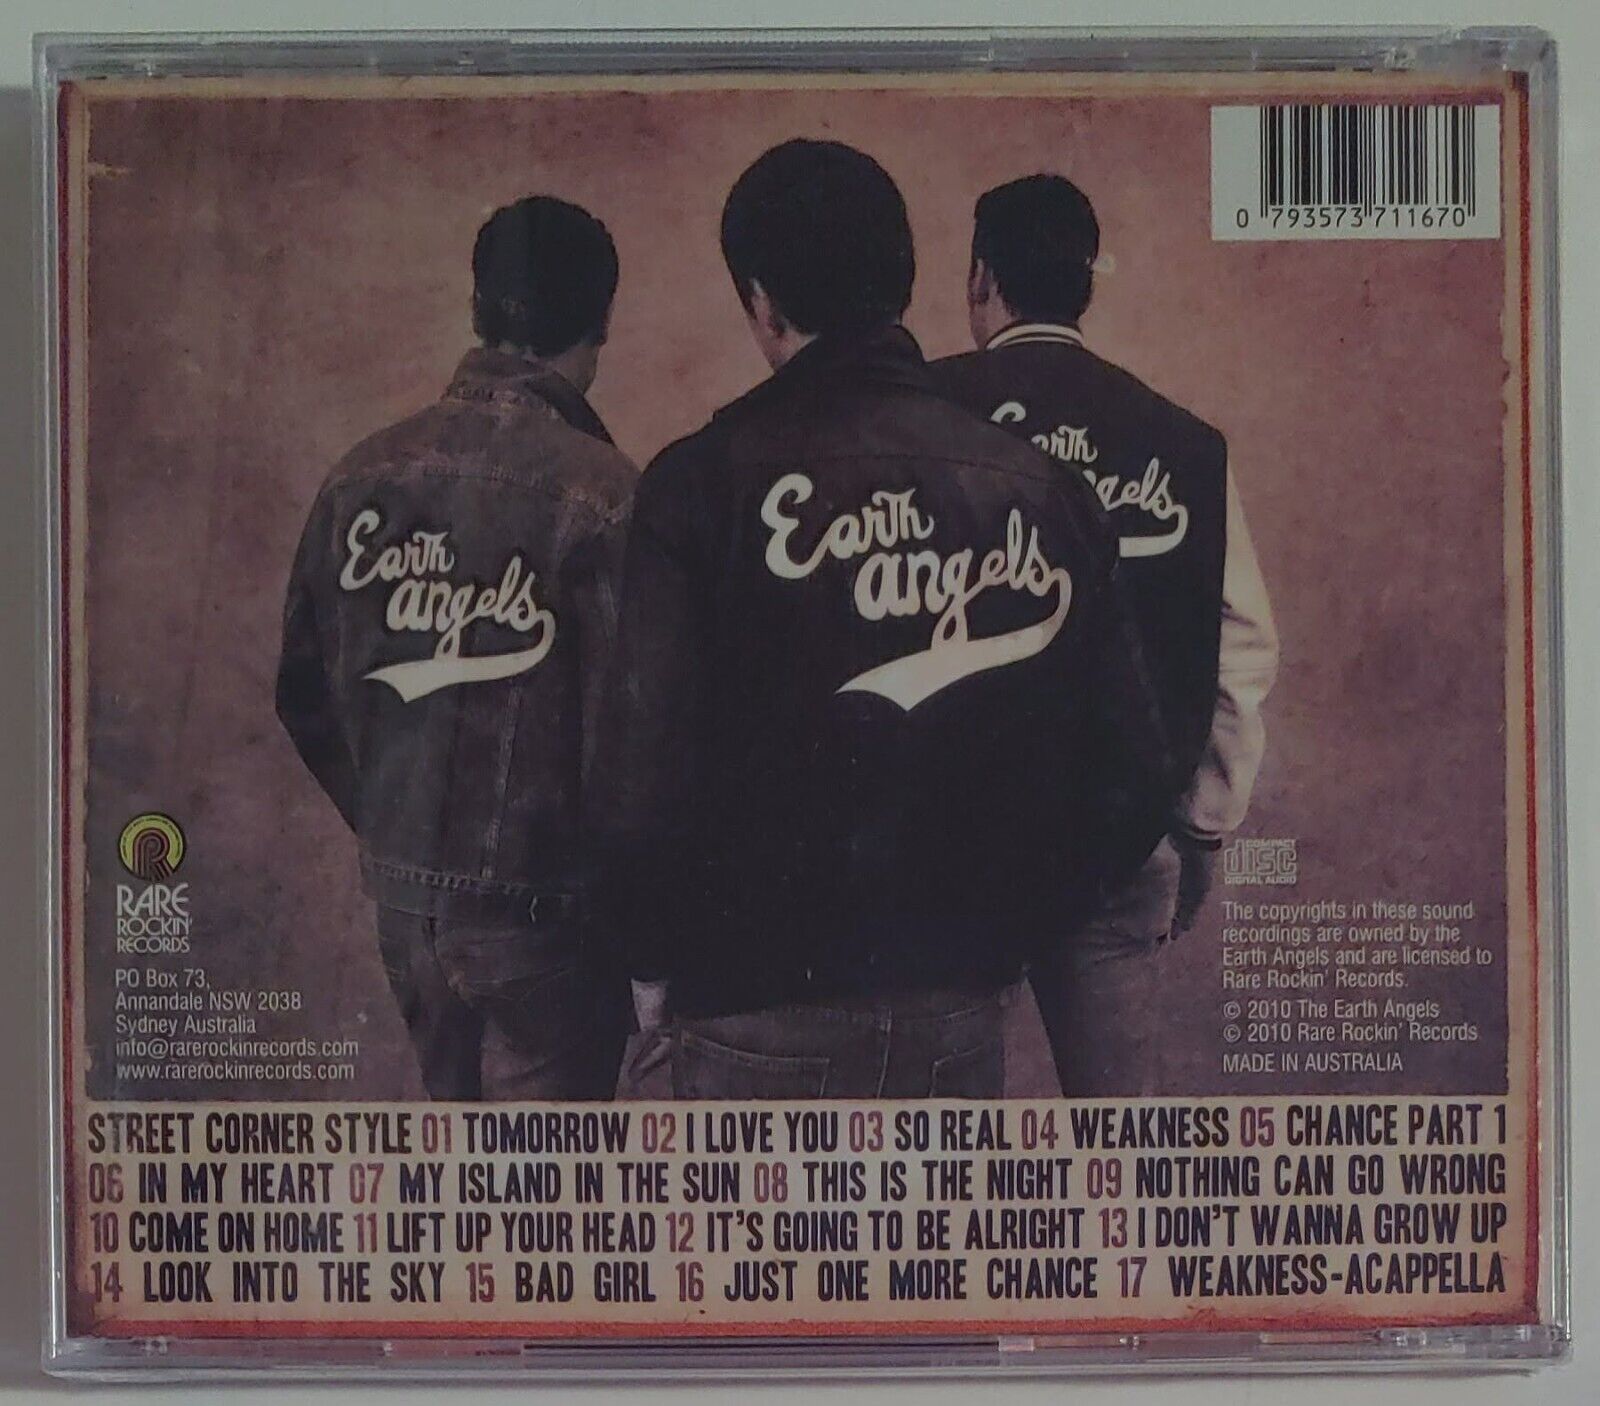 0 793573 711670
Earth
angels
Earth
angels
Earth
angels
RARE
ROCKIN'
RECORDS
PO Box 73,
Annandale NSW 2038
Sydney Australia
info@rarerockinrecords.com
www.rarerockinrecords.com
COMPACT
disc
DIGITAL AUDIO
The copyrights in these sound
recordings are owned by the
Earth Angels and are licensed to
Rare Rockin' Records.
© 2010 The Earth Angels
© 2010 Rare Rockin' Records
MADE IN AUSTRALIA
STREET CORNER STYLE 01 TOMORROW 02 I LOVE YOU 03 SO REAL 04 WEAKNESS 05 CHANCE PART 1
06 IN MY HEART 07 MY ISLAND IN THE SUN 08 THIS IS THE NIGHT 09 NOTHING CAN GO WRONG
10 COME ON HOME 11 LIFT UP YOUR HEAD 12 IT'S GOING TO BE ALRIGHT 13 I DON'T WANNA GROW UP
14 LOOK INTO THE SKY 15 BAD GIRL 16 JUST ONE MORE CHANCE 17 WEAKNESS-ACAPPELLA